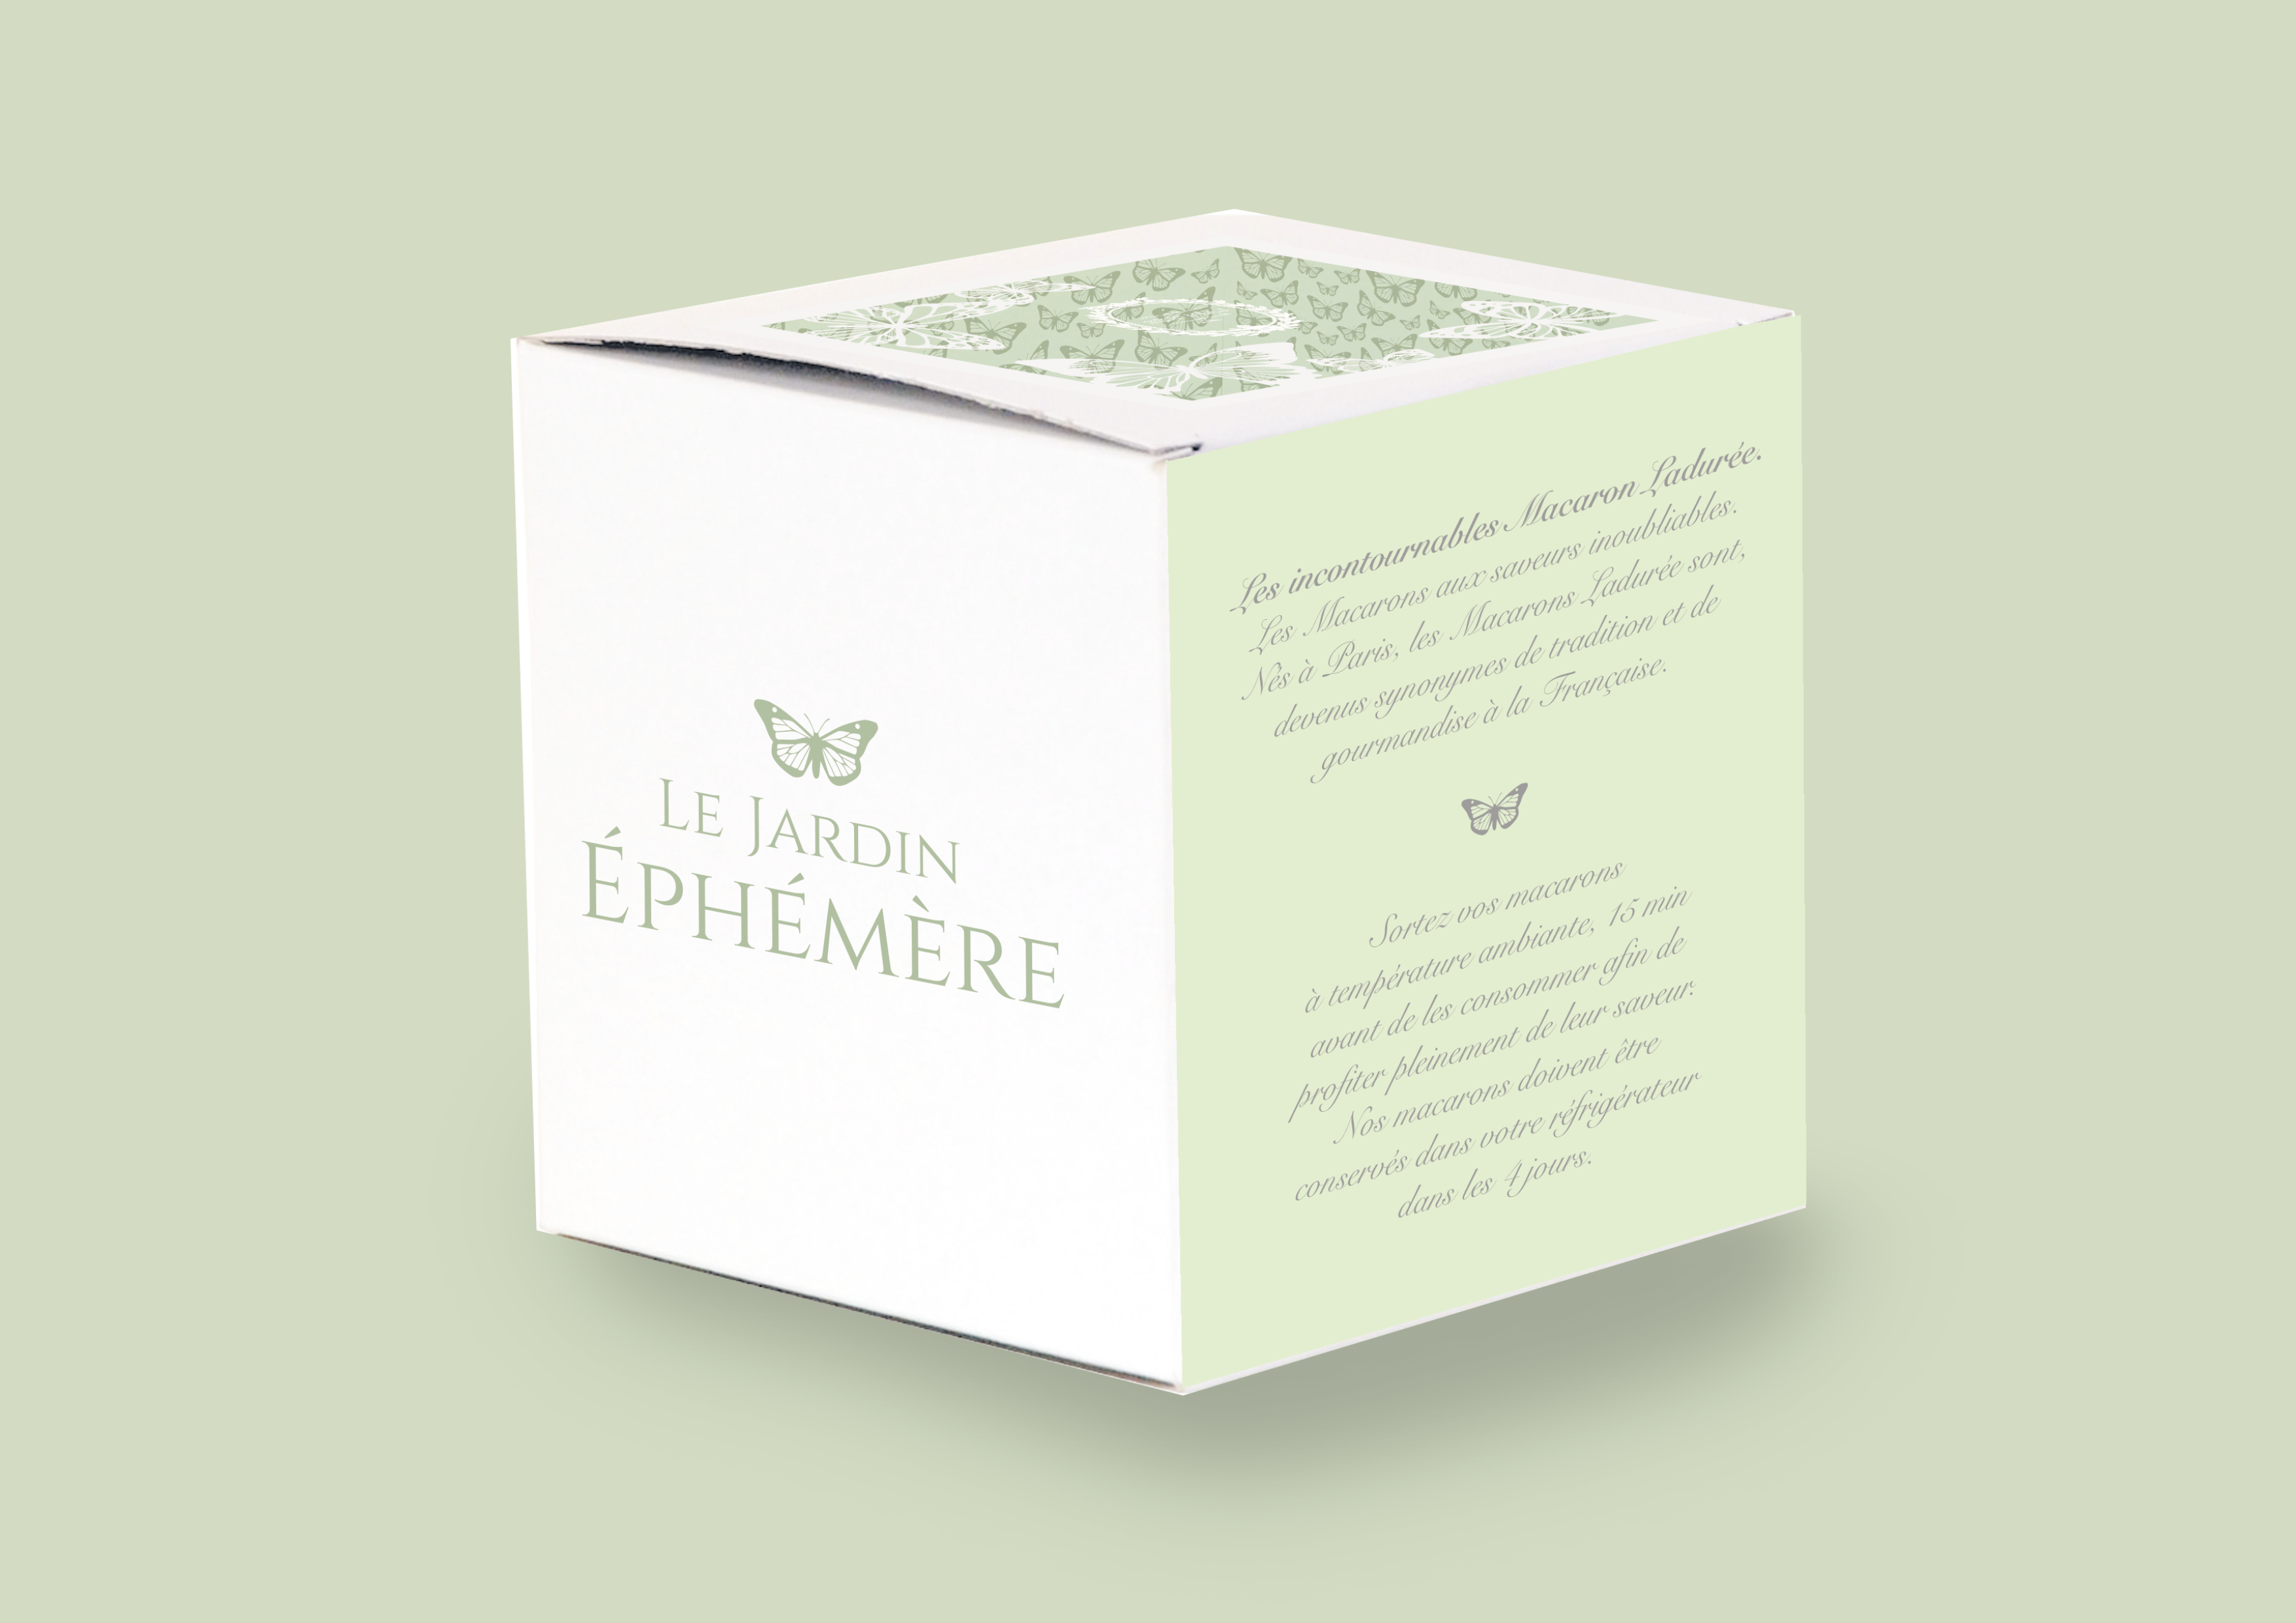 Le Jardin
Éphémère
Les incontournables Macaron Ladurée.
Les Macarons aux saveurs inoubliables.
Nés à Paris, les Macarons Ladurée sont,
devenus synonymes de tradition et de
gourmandise à la Française.
Sortez vos macarons
à température ambiante, 15 min
avant de les consommer afin de
profiter pleinement de leur saveur.
Nos macarons doivent être
conservés dans votre réfrigérateur
dans les 4 jours.